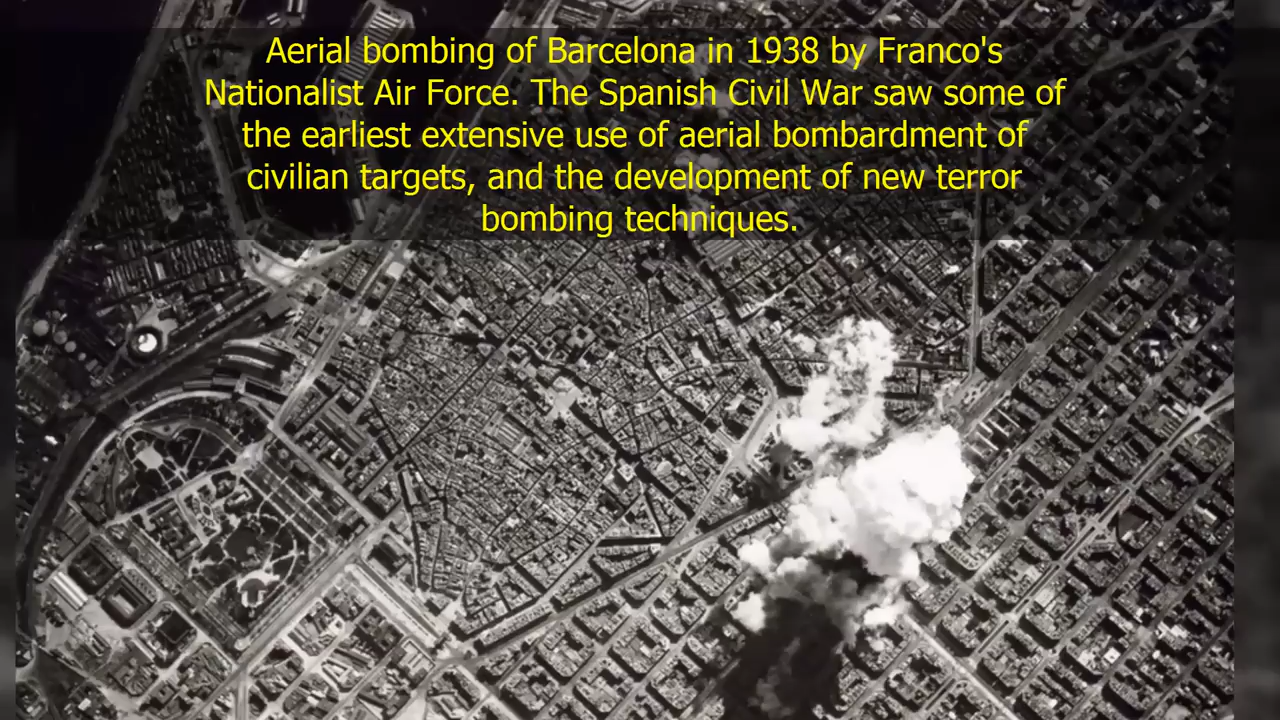 Aerial bombing of Barcelona in 1938 by Franco's
Nationalist Air Force. The Spanish Civil War saw some of
the earliest extensive use of aerial bombardment of
civilian targets, and the development of new terror
bombing techniques.